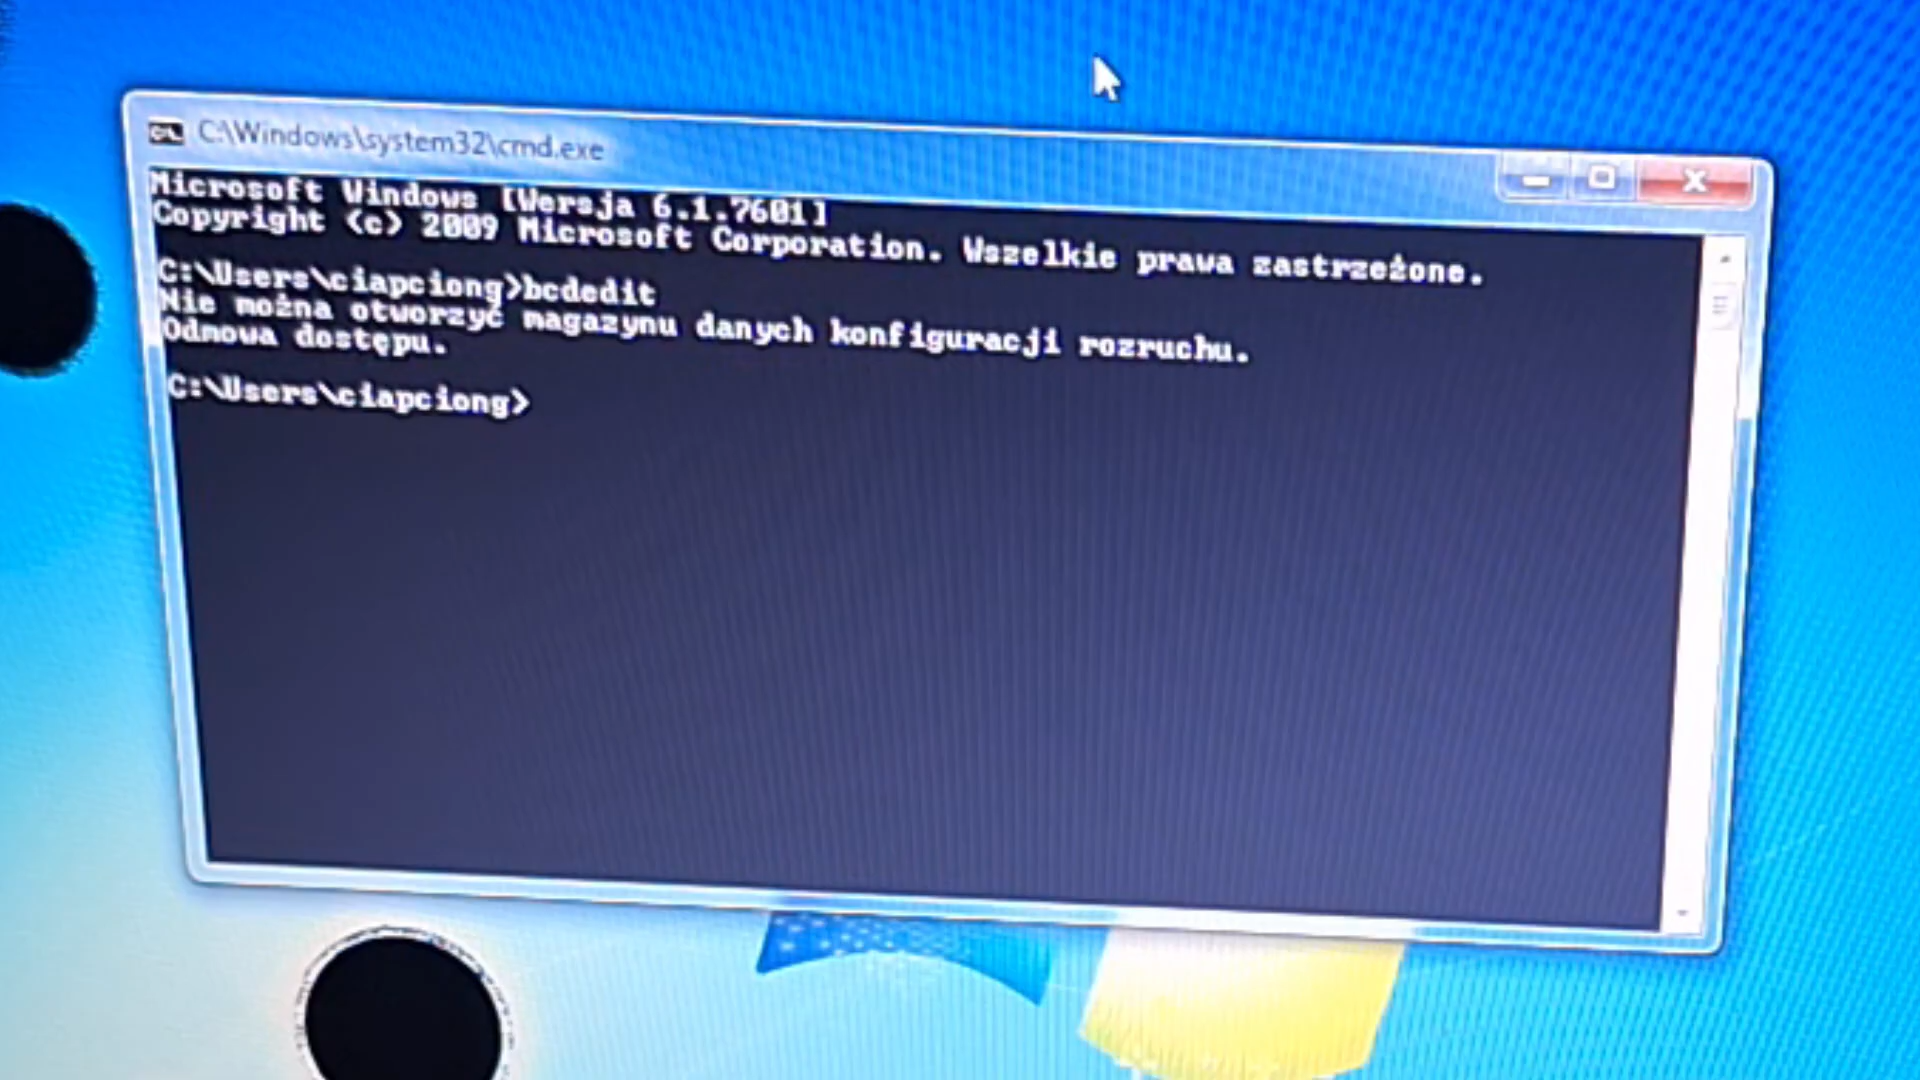 C:\Windows\system32\cmd.exe
Microsoft Windows [Wersja 6.1.7601]
Copyright (c) 2009 Microsoft Corporation. Wszelkie prawa zastrzeżone.
C:\Users\ciapciong>bcdedit
Nie można otworzyć magazynu danych konfiguracji rozruchu.
Odmowa dostępu.
C:\Users\ciapciong>